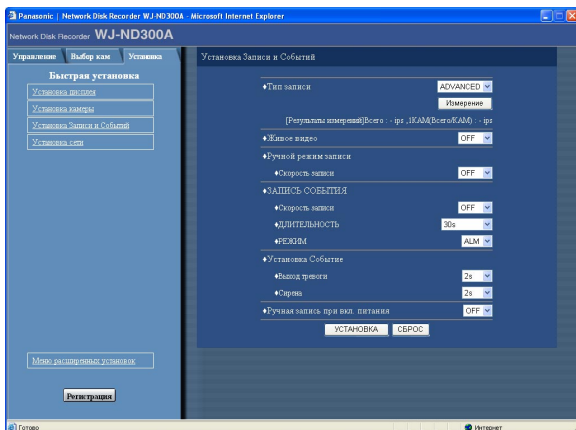 Panasonic | Network Disk Recorder WJ-ND300A - Microsoft Internet Explorer
Network Disk Recorder WJ-ND300A
Управление Выбор кам Установка
Быстрая установка
Установка дисплея
Установка камеры
Установка Записи и Событий
Установка сети
Меню расширенных установок
Регистрация
Установка Записи и Событий
♦Тип записи ADVANCED
Измерение
[Результаты измерений]Всего : - ips ,1КАМ(Всего/КАМ) : - ips
♦Живое видео OFF
♦Ручной режим записи
♦Скорость записи OFF
♦ЗАПИСЬ СОБЫТИЯ
♦Скорость записи OFF
♦ДЛИТЕЛЬНОСТЬ 30s
♦РЕЖИМ ALM
♦Установка Событие
♦Выход тревоги 2s
♦Сирена 2s
♦Ручная запись при вкл. питания OFF
УСТАНОВКА СБРОС
Готово Интернет